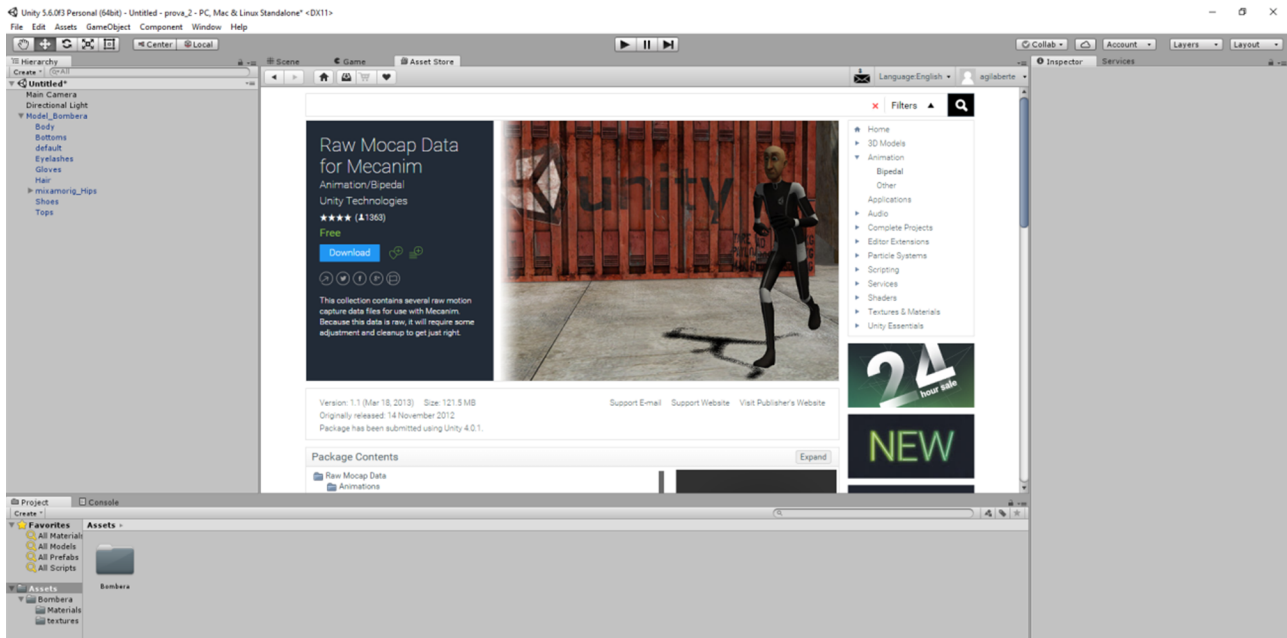 Unity 5.6.0f3 Personal (64bit) - Untitled - prova_2 - PC, Mac & Linux Standalone* <DX11>
File Edit Assets GameObject Component Window Help
Center Local
Collab Account Layers Layout
Hierarchy
Create All
Untitled*
Main Camera
Directional Light
Model_Bombera
Body
Bottoms
default
Eyelashes
Gloves
Hair
mixamorig_Hips
Shoes
Tops
Scene Game Asset Store
Language:English agilaberte
Filters
Raw Mocap Data
for Mecanim
Animation/Bipedal
Unity Technologies
★★★★ (1363)
Free
Download
This collection contains several raw motion
capture data files for use with Mecanim.
Because this data is raw, it will require some
adjustment and cleanup to get just right.
unity
Home
3D Models
Animation
Bipedal
Other
Applications
Audio
Complete Projects
Editor Extensions
Particle Systems
Scripting
Services
Shaders
Textures & Materials
Unity Essentials
24
hour sale
NEW
Version: 1.1 (Mar 18, 2013) Size: 121.5 MB
Originally released: 14 November 2012
Package has been submitted using Unity 4.0.1.
Support E-mail Support Website Visit Publisher's Website
Package Contents
Expand
Raw Mocap Data
Animations
Inspector Services
Project Console
Create
Favorites
All Material
All Models
All Prefabs
All Scripts
Assets
Bombera
Materials
textures
Assets
Bombera